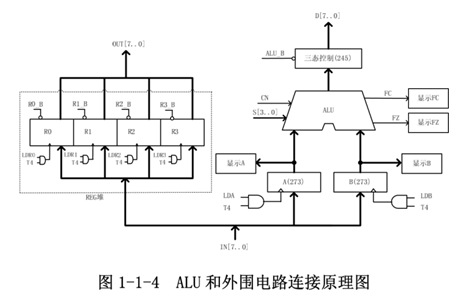 D[7..0]
OUT[7..0]
ALU_B
三态控制(245)
R0_B
R1_B
R2_B
R3_B
CN
S[3..0]
ALU
FC
显示FC
FZ
显示FZ
R0
R1
R2
R3
LDR0
T4
LDR1
T4
LDR2
T4
LDR3
T4
显示A
显示B
REG堆
A(273)
B(273)
LDA
T4
LDB
T4
IN[7..0]
图 1-1-4 ALU 和外围电路连接原理图